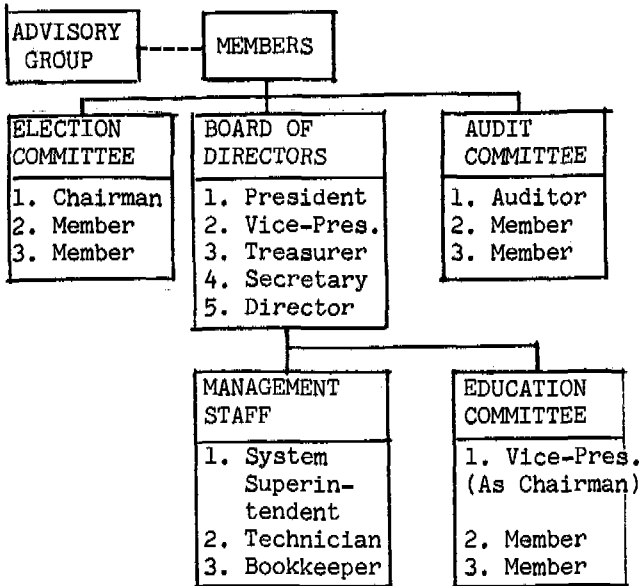 ADVISORY
GROUP
MEMBERS
ELECTION
COMMITTEE
1. Chairman
2. Member
3. Member
BOARD OF
DIRECTORS
1. President
2. Vice-Pres.
3. Treasurer
4. Secretary
5. Director
AUDIT
COMMITTEE
1. Auditor
2. Member
3. Member
MANAGEMENT
STAFF
1. System
Superin-
tendent
2. Technician
3. Bookkeeper
EDUCATION
COMMITTEE
1. Vice-Pres.
(As Chairman)
2. Member
3. Member